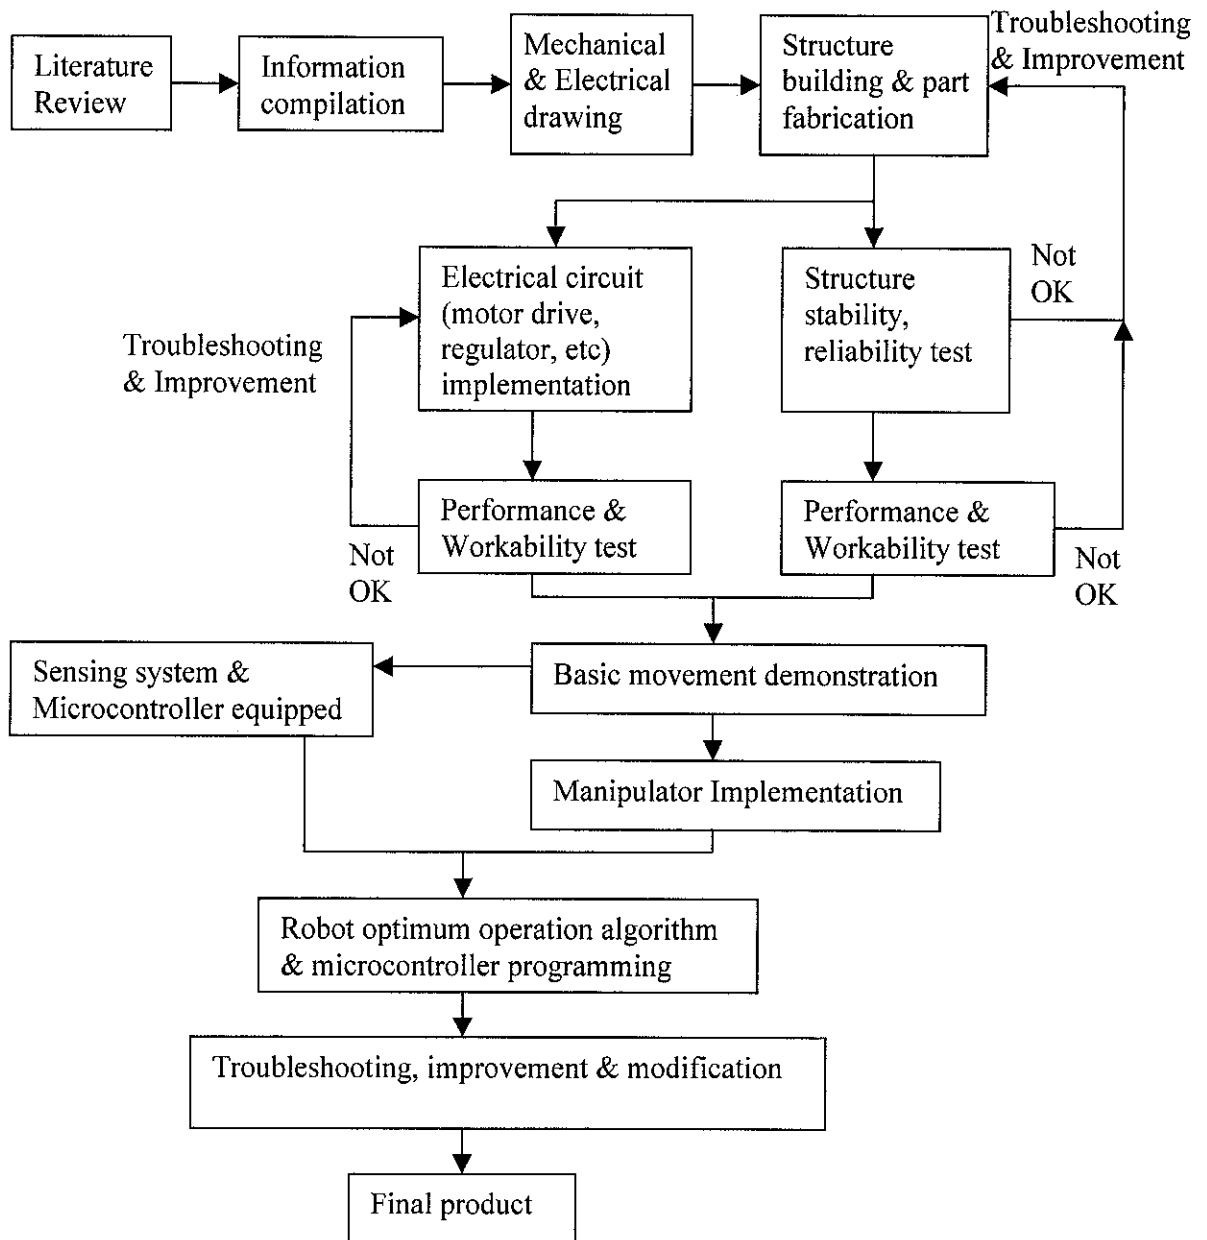 Literature
Review
Information
compilation
Mechanical
& Electrical
drawing
Structure
building & part
fabrication
Troubleshooting
& Improvement
Electrical circuit
(motor drive,
regulator, etc)
implementation
Structure
stability,
reliability test
Not
OK
Troubleshooting
& Improvement
Performance &
Workability test
Performance &
Workability test
Not
OK
Not
OK
Sensing system &
Microcontroller equipped
Basic movement demonstration
Manipulator Implementation
Robot optimum operation algorithm
& microcontroller programming
Troubleshooting, improvement & modification
Final product